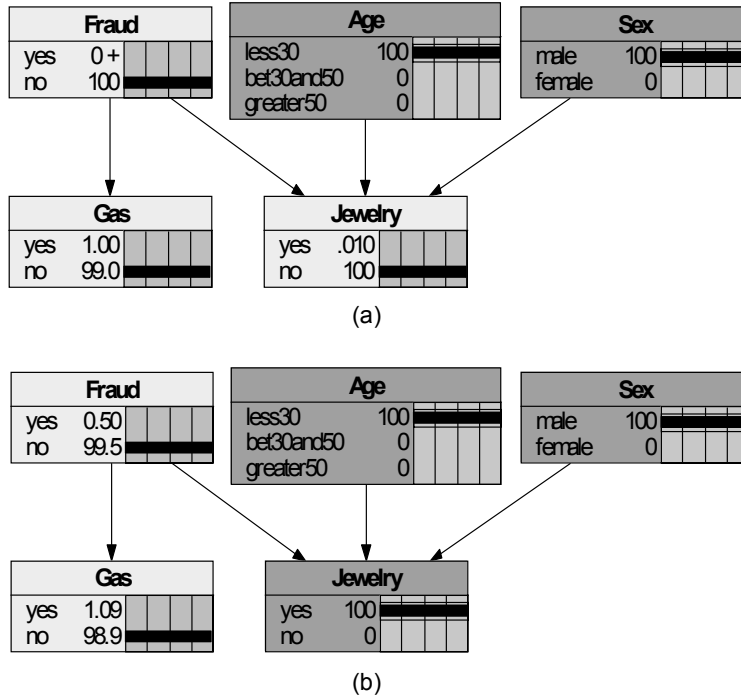 Fraud
yes 0 +
no 100
Age
less30 100
bet30and50 0
greater50 0
Sex
male 100
female 0
Gas
yes 1.00
no 99.0
Jewelry
yes .010
no 100
(a)
Fraud
yes 0.50
no 99.5
Age
less30 100
bet30and50 0
greater50 0
Sex
male 100
female 0
Gas
yes 1.09
no 98.9
Jewelry
yes 100
no 0
(b)